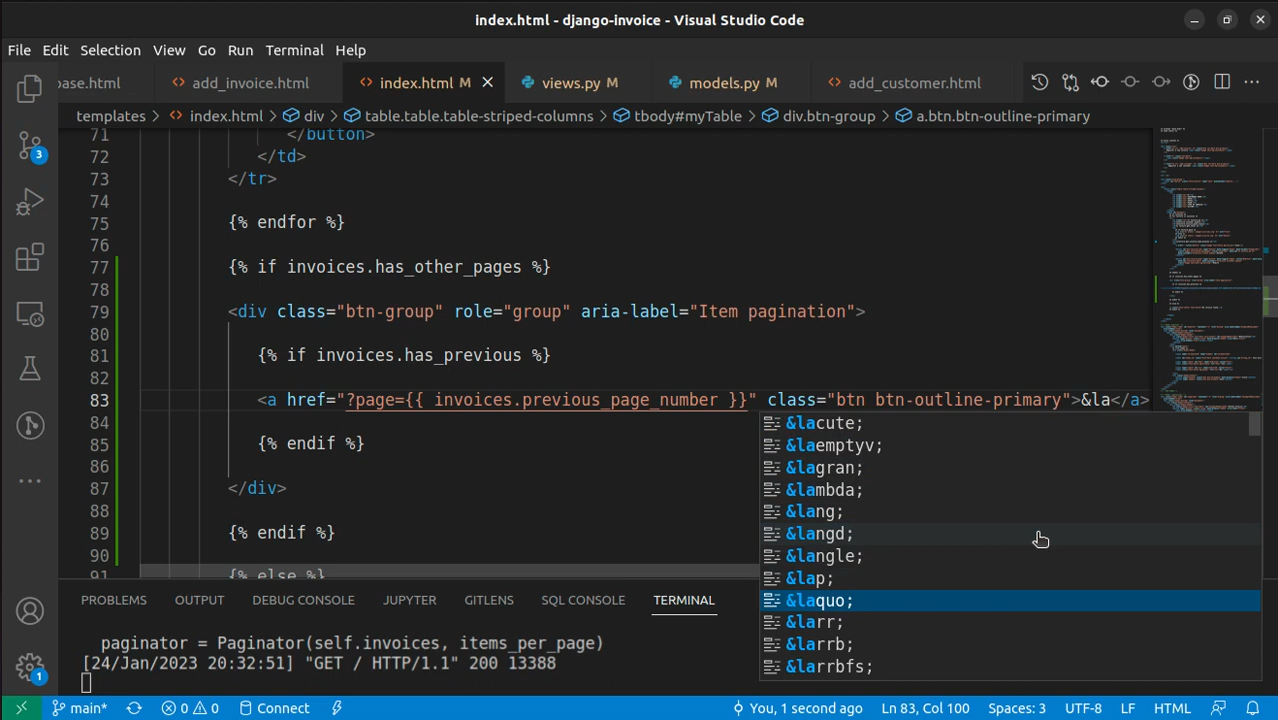 index.html - django-invoice - Visual Studio Code
File Edit Selection View Go Run Terminal Help
base.html add_invoice.html index.html M views.py M models.py M add_customer.html
templates > index.html > div > table.table.table-striped-columns > tbody#myTable > div.btn-group > a.btn.btn-outline-primary
71 </button>
72 </td>
73 </tr>
74
75 {% endfor %}
76
77 {% if invoices.has_other_pages %}
78
79 <div class="btn-group" role="group" aria-label="Item pagination">
80
81 {% if invoices.has_previous %}
82
83 <a href="?page={{ invoices.previous_page_number }}" class="btn btn-outline-primary">&la</a>
84
85 {% endif %}
86
87 </div>
88
89 {% endif %}
90
91 {% else %}
&lacute;
&laemptyv;
&lagran;
&lambda;
&lang;
&langd;
&langle;
&lap;
&laquo;
&larr;
&larrb;
&larrbfs;
3
PROBLEMS OUTPUT DEBUG CONSOLE JUPYTER GITLENS SQL CONSOLE TERMINAL
paginator = Paginator(self.invoices, items_per_page)
[24/Jan/2023 20:32:51] "GET / HTTP/1.1" 200 13388
1
main* 0 0 Connect You, 1 second ago Ln 83, Col 100 Spaces: 3 UTF-8 LF HTML